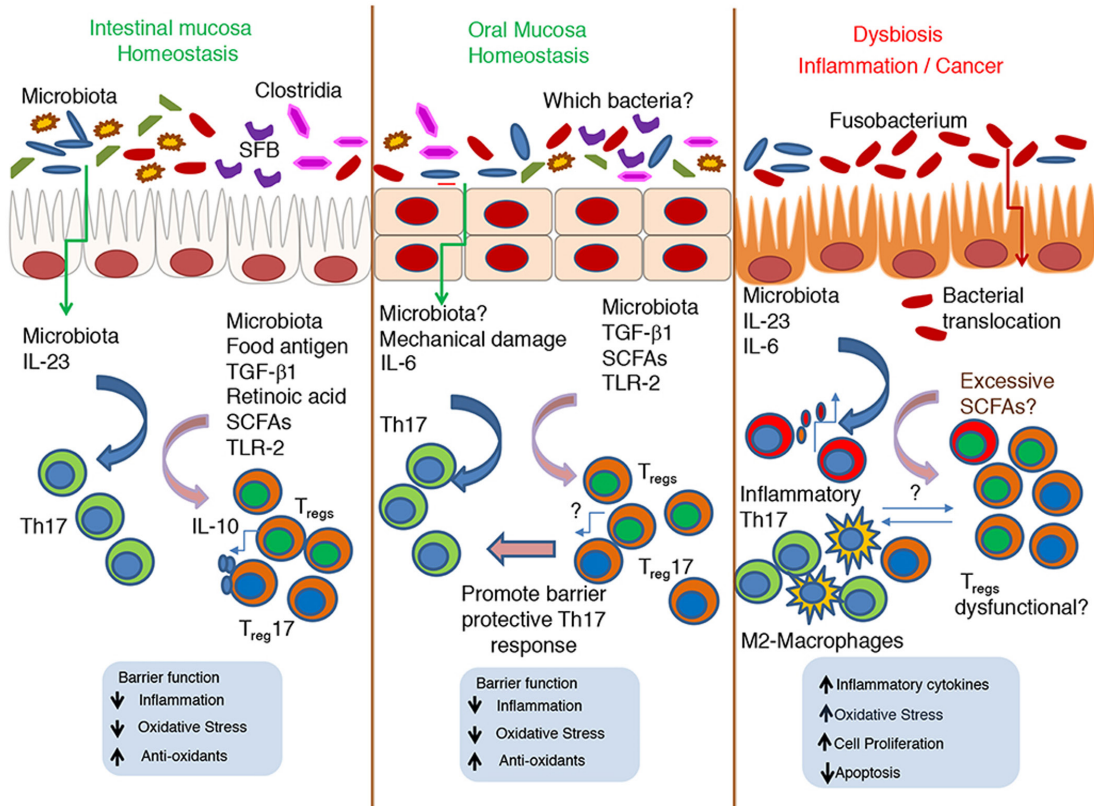 Intestinal mucosa
Homeostasis
Microbiota
Clostridia
SFB
Microbiota
IL-23
Microbiota
Food antigen
TGF-β1
Retinoic acid
SCFAs
TLR-2
Th17
IL-10
Tregs
Treg17
Barrier function
↓ Inflammation
↓ Oxidative Stress
↑ Anti-oxidants
Oral Mucosa
Homeostasis
Which bacteria?
Microbiota?
Mechanical damage
IL-6
Microbiota
TGF-β1
SCFAs
TLR-2
Th17
Tregs
?
Treg17
Promote barrier
protective Th17
response
Barrier function
↓ Inflammation
↓ Oxidative Stress
↑ Anti-oxidants
Dysbiosis
Inflammation / Cancer
Fusobacterium
Microbiota
IL-23
IL-6
Bacterial
translocation
Excessive
SCFAs?
Inflammatory
Th17
?
Tregs
dysfunctional?
M2-Macrophages
↑ Inflammatory cytokines
↑ Oxidative Stress
↑ Cell Proliferation
↓ Apoptosis